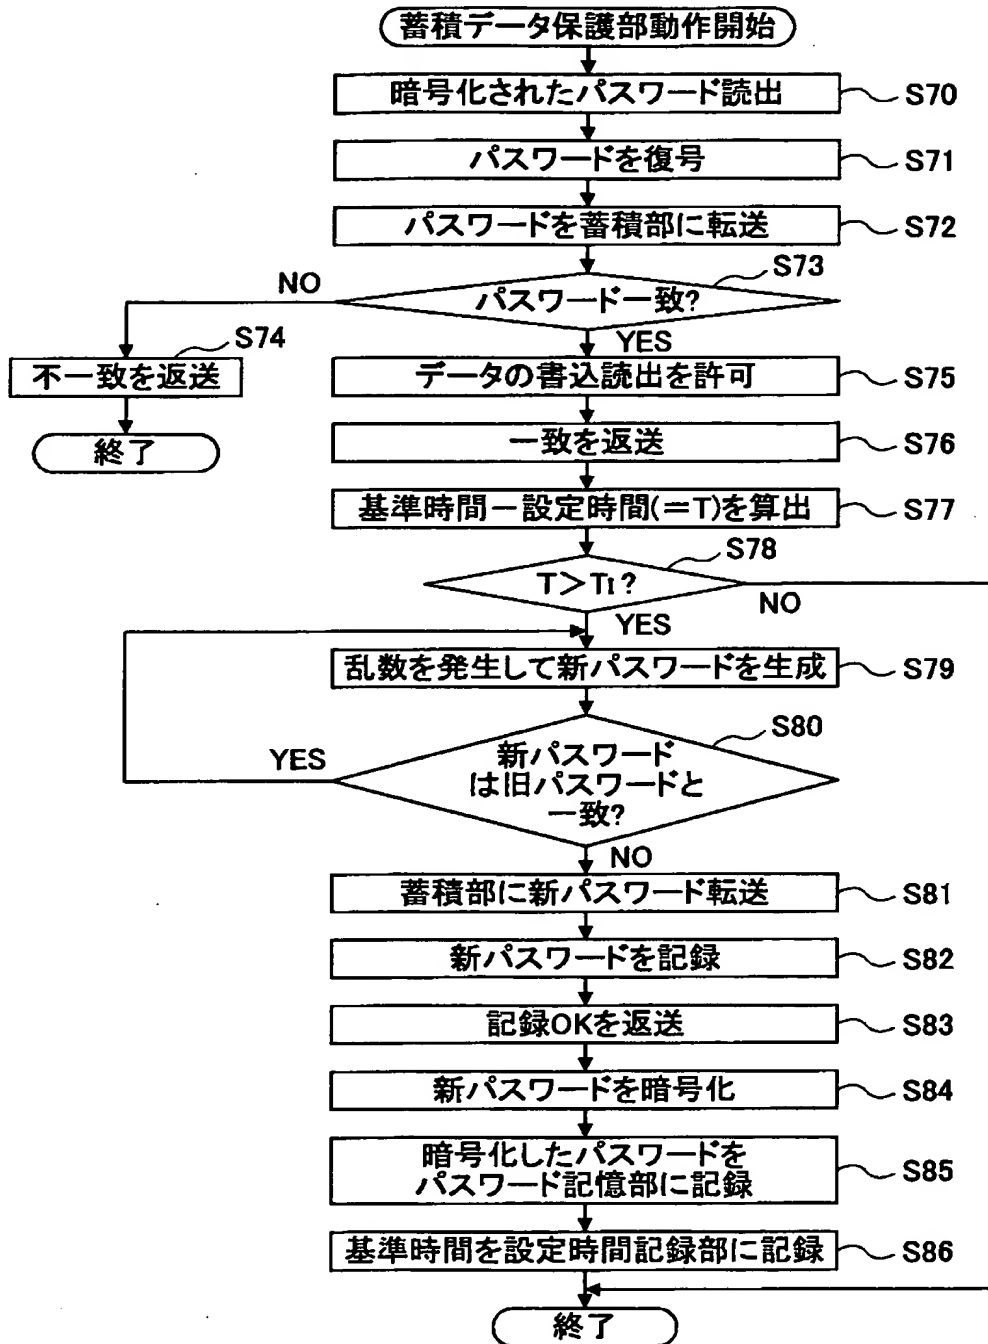 蓄積データ保護部動作開始
暗号化されたパスワード読出
S70
パスワードを復号
S71
パスワードを蓄積部に転送
S72
S73
パスワード一致?
NO
YES
S74
不一致を返送
終了
データの書込読出を許可
S75
一致を返送
S76
基準時間−設定時間(=T)を算出
S77
S78
T>T1?
NO
YES
乱数を発生して新パスワードを生成
S79
S80
新パスワード
は旧パスワードと
一致?
YES
NO
蓄積部に新パスワード転送
S81
新パスワードを記録
S82
記録OKを返送
S83
新パスワードを暗号化
S84
暗号化したパスワードを
パスワード記憶部に記録
S85
基準時間を設定時間記録部に記録
S86
終了